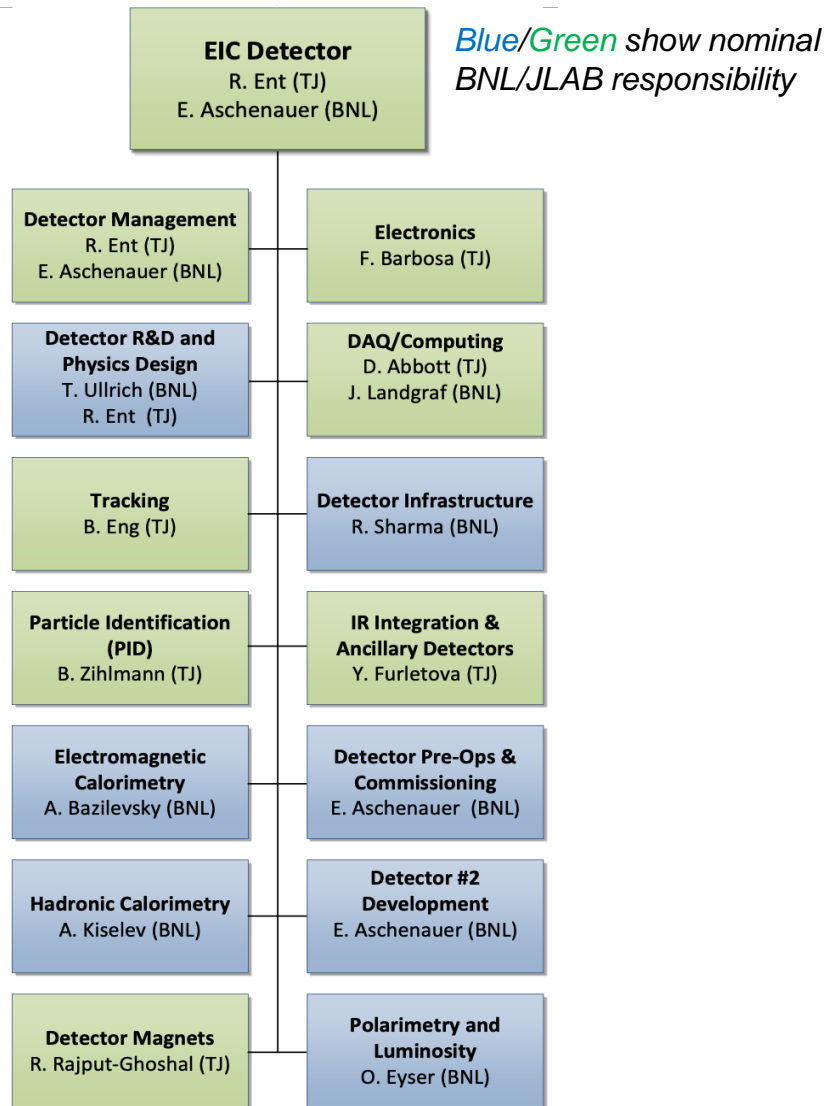 EIC Detector
R. Ent (TJ)
E. Aschenauer (BNL)
Blue/Green show nominal
BNL/JLAB responsibility
Detector Management
R. Ent (TJ)
E. Aschenauer (BNL)
Electronics
F. Barbosa (TJ)
Detector R&D and
Physics Design
T. Ullrich (BNL)
R. Ent (TJ)
DAQ/Computing
D. Abbott (TJ)
J. Landgraf (BNL)
Tracking
B. Eng (TJ)
Detector Infrastructure
R. Sharma (BNL)
Particle Identification
(PID)
B. Zihlmann (TJ)
IR Integration &
Ancillary Detectors
Y. Furletova (TJ)
Electromagnetic
Calorimetry
A. Bazilevsky (BNL)
Detector Pre-Ops &
Commissioning
E. Aschenauer (BNL)
Hadronic Calorimetry
A. Kiselev (BNL)
Detector #2
Development
E. Aschenauer (BNL)
Detector Magnets
R. Rajput-Ghoshal (TJ)
Polarimetry and
Luminosity
O. Eyser (BNL)